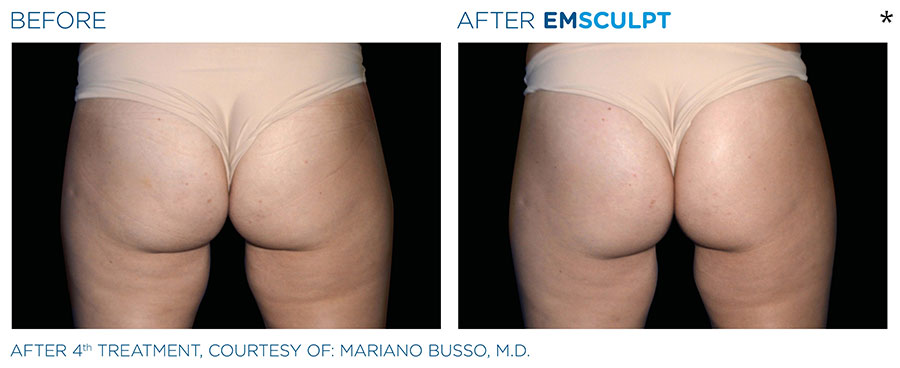 BEFORE
AFTER EMSCULPT *
AFTER 4th TREATMENT, COURTESY OF: MARIANO BUSSO, M.D.